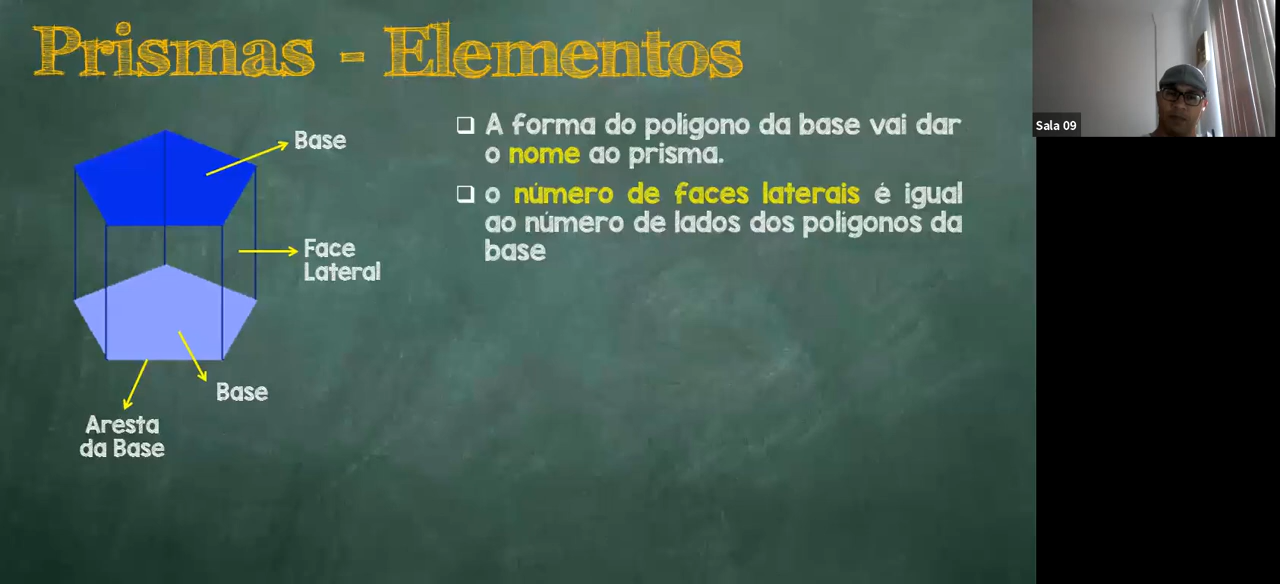 Prismas - Elementos
Base
Face
Lateral
Base
Aresta
da Base
A forma do polígono da base vai dar
o nome ao prisma.
o número de faces laterais é igual
ao número de lados dos polígonos da
base
Sala 09